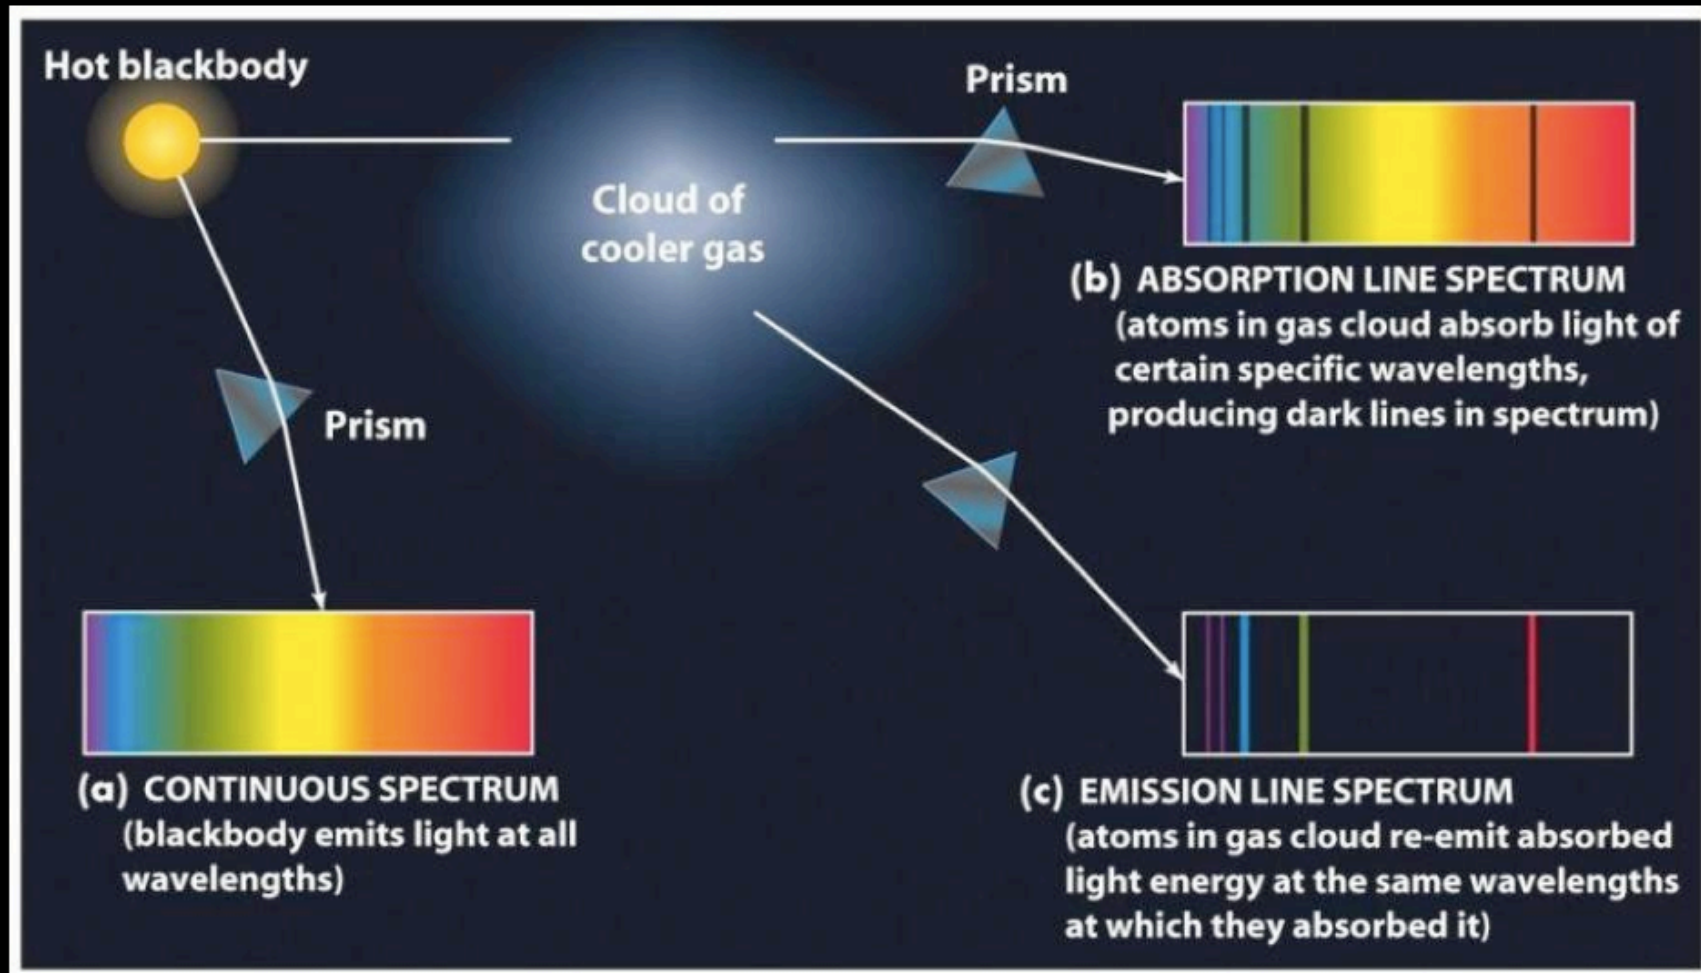 Hot blackbody
Prism
Cloud of
cooler gas
(b) ABSORPTION LINE SPECTRUM
(atoms in gas cloud absorb light of
certain specific wavelengths,
producing dark lines in spectrum)
Prism
(a) CONTINUOUS SPECTRUM
(blackbody emits light at all
wavelengths)
(c) EMISSION LINE SPECTRUM
(atoms in gas cloud re-emit absorbed
light energy at the same wavelengths
at which they absorbed it)